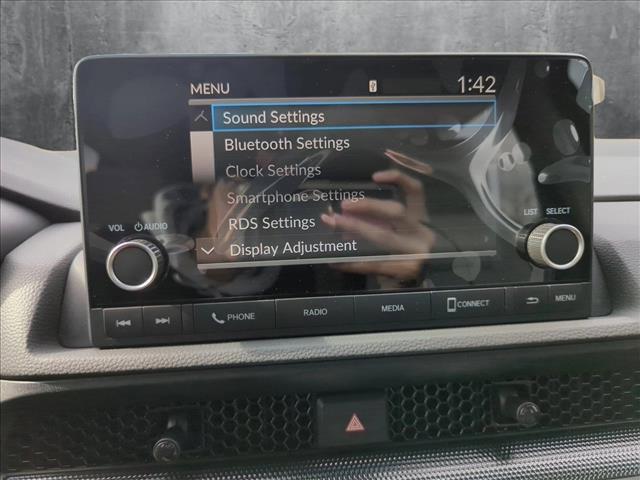 MENU 1:42
Sound Settings
Bluetooth Settings
Clock Settings
Smartphone Settings
RDS Settings
Display Adjustment
VOL AUDIO
LIST SELECT
PHONE RADIO MEDIA CONNECT MENU